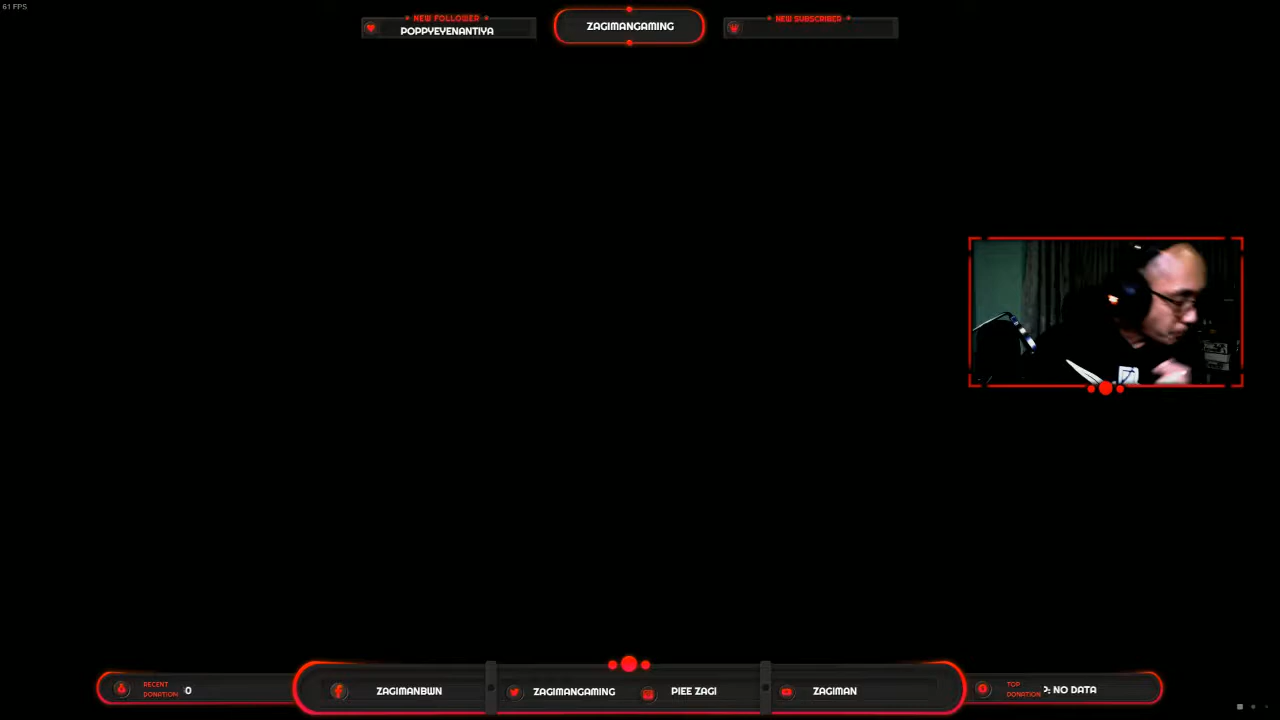 61 FPS
NEW FOLLOWER
POPPYEYENANTIYA
ZAGIMANGAMING
NEW SUBSCRIBER
RECENT
DONATION
:0
ZAGIMANBWN
ZAGIMANGAMING
PIEE ZAGI
ZAGIMAN
TOP
DONATION
: NO DATA